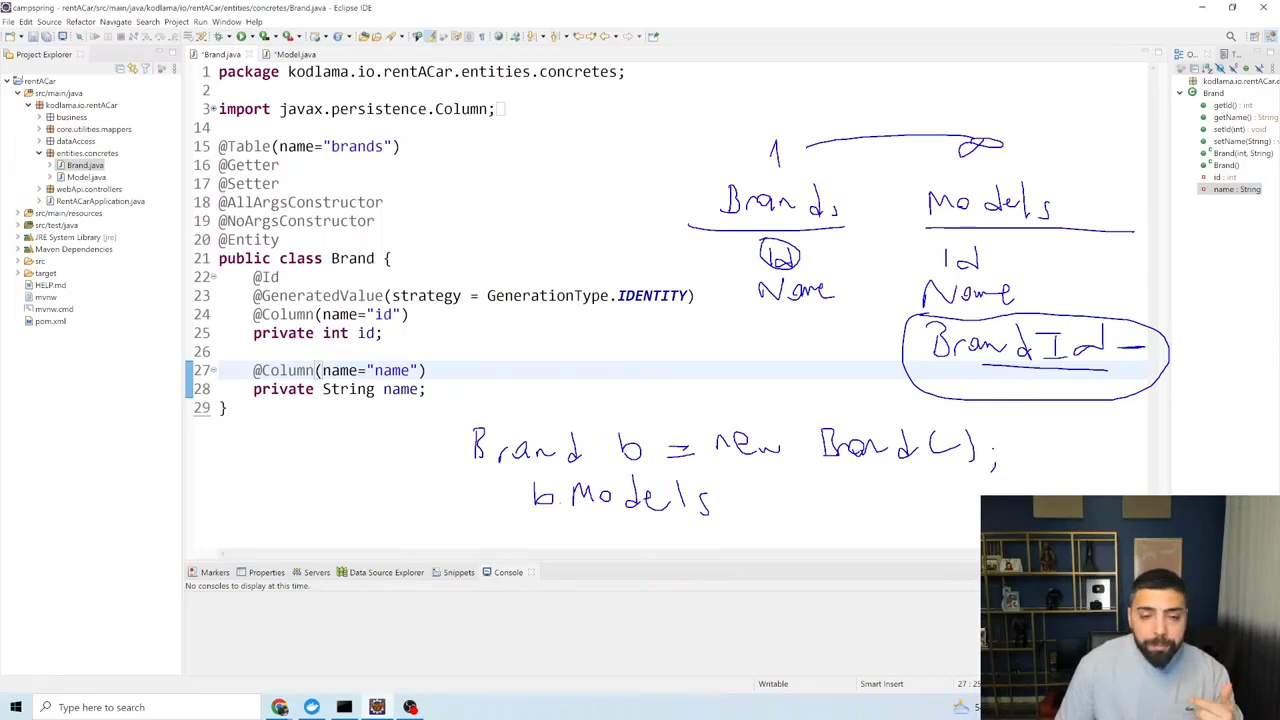 campspring - rentACar/src/main/java/kodlama/io/rentACar/entities/concretes/Brand.java - Eclipse IDE
File Edit Source Refactor Navigate Search Project Run Window Help
Project Explorer
rentACar
src/main/java
kodlama.io.rentACar
business
core.utilities.mappers
dataAccess
entities.concretes
Brand.java
Model.java
webApi.controllers
RentACarApplication.java
src/main/resources
src/test/java
JRE System Library [jre]
Maven Dependencies
src
target
HELP.md
mvnw
mvnw.cmd
pom.xml
*Brand.java
*Model.java
1 package kodlama.io.rentACar.entities.concretes;
2
3 import javax.persistence.Column;
14
15 @Table(name="brands")
16 @Getter
17 @Setter
18 @AllArgsConstructor
19 @NoArgsConstructor
20 @Entity
21 public class Brand {
22 @Id
23 @GeneratedValue(strategy = GenerationType.IDENTITY)
24 @Column(name="id")
25 private int id;
26
27 @Column(name="name")
28 private String name;
29 }
1 ∞
Brands Models
Id Id
Name Name
BrandId
Brand b = new Brand();
b.Models
O...
T...
kodlama.io.rentACar.
Brand
getId() : int
getName() : String
setId(int) : void
setName(String)
Brand(int, String)
Brand()
id : int
name : String
Markers Properties Servers Data Source Explorer Snippets Console
No consoles to display at this time.
Writable Smart Insert
Type here to search